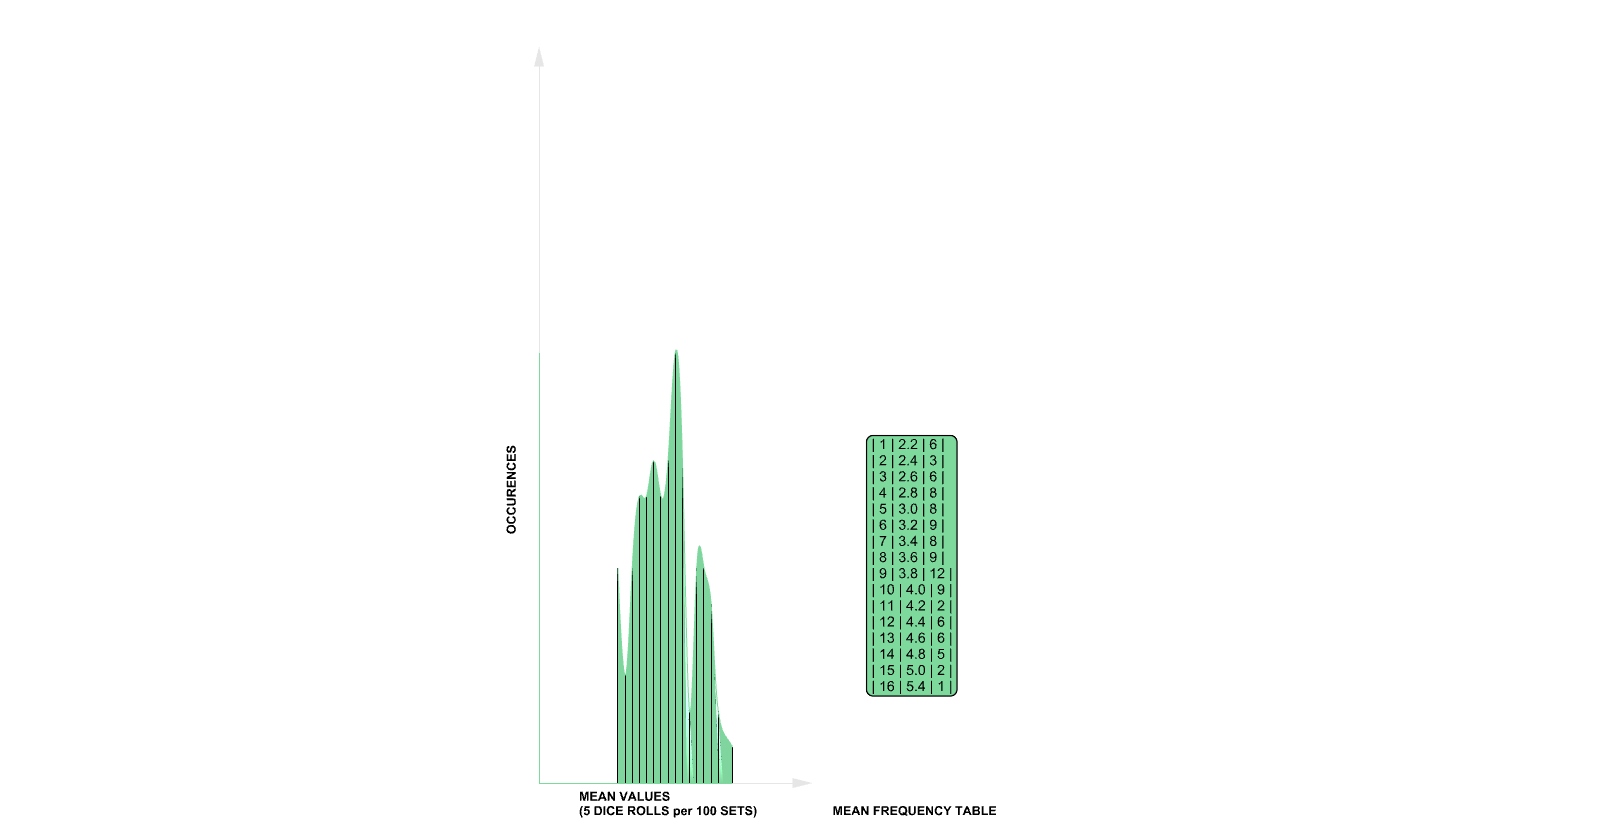 OCCURENCES
| 1 | 2.2 | 6 |
| 2 | 2.4 | 3 |
| 3 | 2.6 | 6 |
| 4 | 2.8 | 8 |
| 5 | 3.0 | 8 |
| 6 | 3.2 | 9 |
| 7 | 3.4 | 8 |
| 8 | 3.6 | 9 |
| 9 | 3.8 | 12 |
| 10 | 4.0 | 9 |
| 11 | 4.2 | 2 |
| 12 | 4.4 | 6 |
| 13 | 4.6 | 6 |
| 14 | 4.8 | 5 |
| 15 | 5.0 | 2 |
| 16 | 5.4 | 1 |
MEAN VALUES
(5 DICE ROLLS per 100 SETS)
MEAN FREQUENCY TABLE